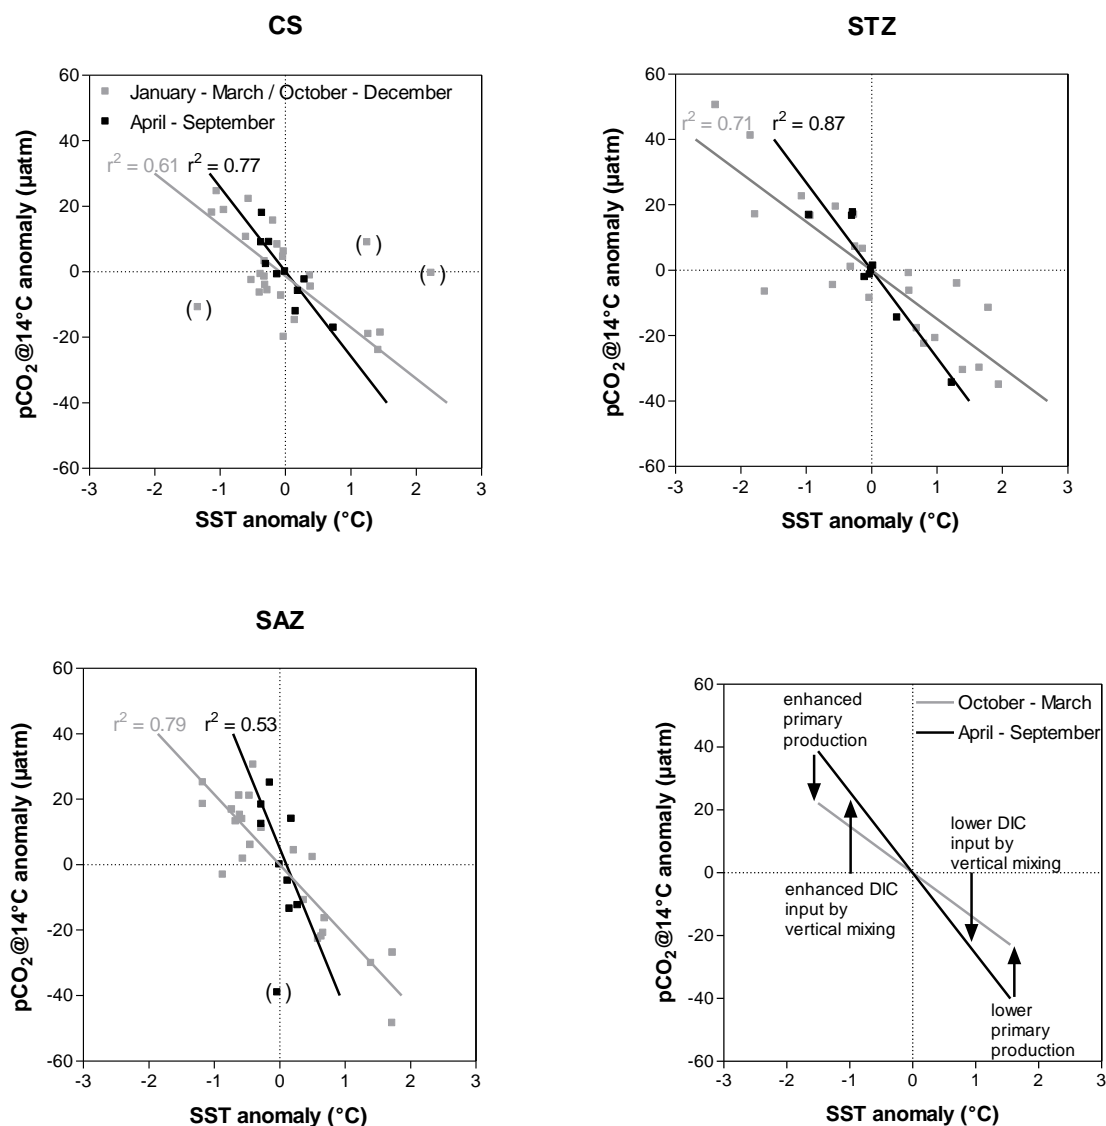 CS
60
40
20
0
-20
-40
-60
January - March / October - December
April - September
r² = 0.61 r² = 0.77
( )
( )
( )
-3 -2 -1 0 1 2 3
SST anomaly (°C)
pCO₂@14°C anomaly (µatm)
STZ
60
40
20
0
-20
-40
-60
r² = 0.71 r² = 0.87
-3 -2 -1 0 1 2 3
SST anomaly (°C)
pCO₂@14°C anomaly (µatm)
SAZ
60
40
20
0
-20
-40
-60
r² = 0.79 r² = 0.53
( )
-3 -2 -1 0 1 2 3
SST anomaly (°C)
pCO₂@14°C anomaly (µatm)
60
40
20
0
-20
-40
-60
October - March
April - September
enhanced
primary
production
enhanced DIC
input by
vertical mixing
lower DIC
input by
vertical mixing
lower
primary
production
-3 -2 -1 0 1 2 3
SST anomaly (°C)
pCO₂@14°C anomaly (µatm)